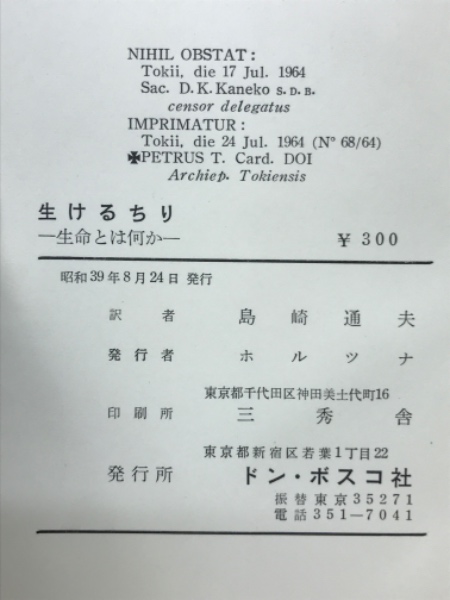 NIHIL OBSTAT:
Tokii, die 17 Jul. 1964
Sac. D. K. Kaneko S. D. B.
censor delegatus
IMPRIMATUR:
Tokii, die 24 Jul. 1964 (N° 68/64)
✠PETRUS T. Card. DOI
Archiep. Tokiensis
生けるちり
—生命とは何か— ¥ 300
昭和39年8月24日 発行
訳者 島崎通夫
発行者 ホルツナ
東京都千代田区神田美士代町16
印刷所 三秀舎
東京都新宿区若葉1丁目22
発行所 ドン・ボスコ社
振替東京35271
電話351—7041